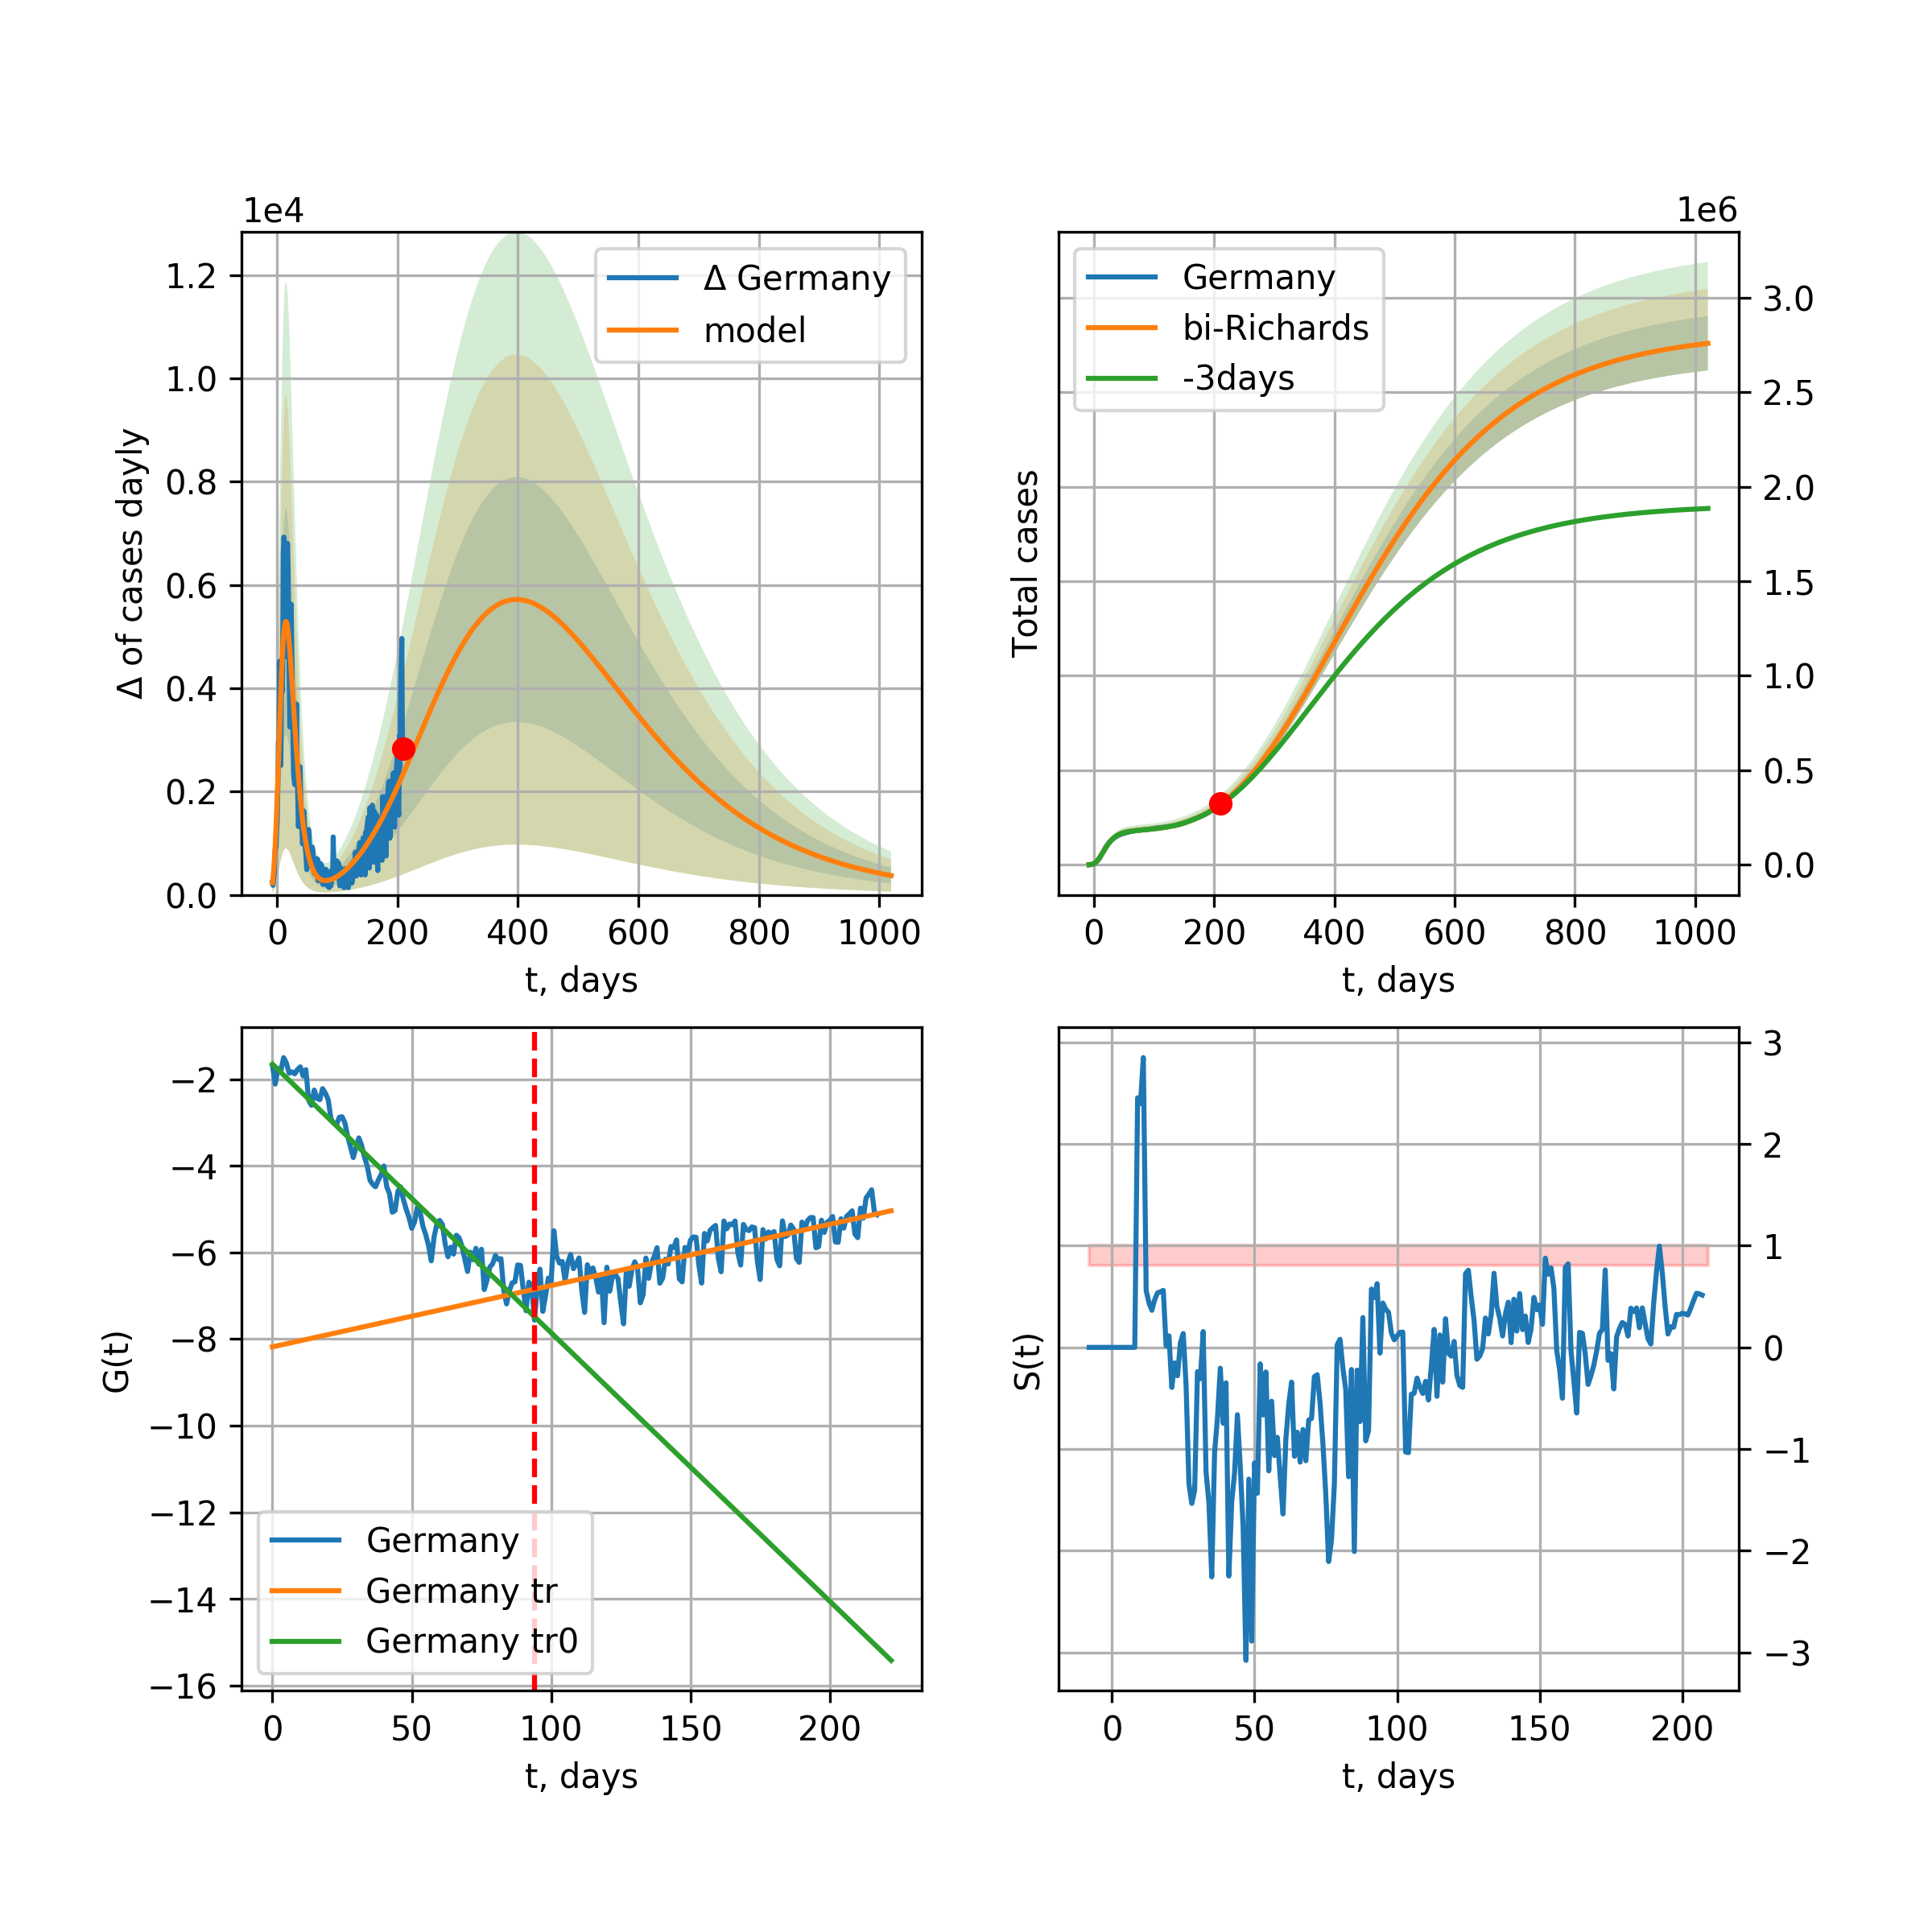 1e4
1.2
1.0
0.8
0.6
0.4
0.2
0.0
Δ of cases dayly
Δ Germany
model
0 200 400 600 800 1000
t, days
1e6
Germany
bi-Richards
-3days
Total cases
3.0
2.5
2.0
1.5
1.0
0.5
0.0
0 200 400 600 800 1000
t, days
−2
−4
−6
−8
−10
−12
−14
−16
G(t)
Germany
Germany tr
Germany tr0
0 50 100 150 200
t, days
S(t)
3
2
1
0
−1
−2
−3
0 50 100 150 200
t, days